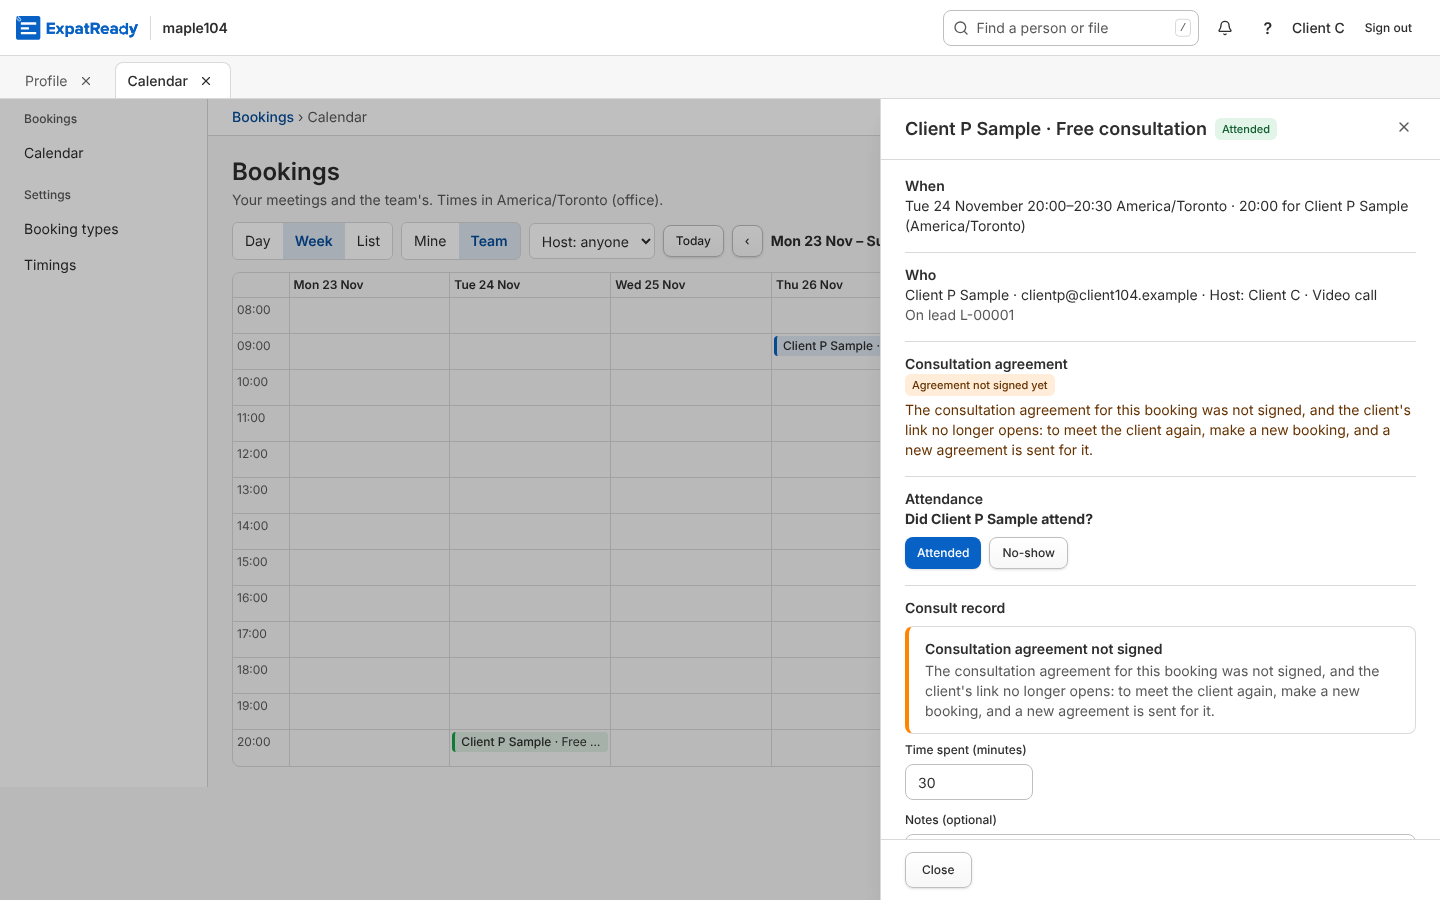 ExpatReady
maple104
Find a person or file
/
?
Client C
Sign out
Profile
Calendar
Bookings
Calendar
Settings
Booking types
Timings
Bookings › Calendar
Bookings
Your meetings and the team's. Times in America/Toronto (office).
Day
Week
List
Mine
Team
Host: anyone
Today
‹
Mon 23 Nov – Su
Mon 23 Nov
Tue 24 Nov
Wed 25 Nov
Thu 26 Nov
08:00
09:00
Client P Sample ·
10:00
11:00
12:00
13:00
14:00
15:00
16:00
17:00
18:00
19:00
20:00
Client P Sample · Free ...
Client P Sample · Free consultation
Attended
When
Tue 24 November 20:00–20:30 America/Toronto · 20:00 for Client P Sample
(America/Toronto)
Who
Client P Sample · clientp@client104.example · Host: Client C · Video call
On lead L-00001
Consultation agreement
Agreement not signed yet
The consultation agreement for this booking was not signed, and the client's
link no longer opens: to meet the client again, make a new booking, and a
new agreement is sent for it.
Attendance
Did Client P Sample attend?
Attended
No-show
Consult record
Consultation agreement not signed
The consultation agreement for this booking was not signed, and the
client's link no longer opens: to meet the client again, make a new
booking, and a new agreement is sent for it.
Time spent (minutes)
30
Notes (optional)
Close